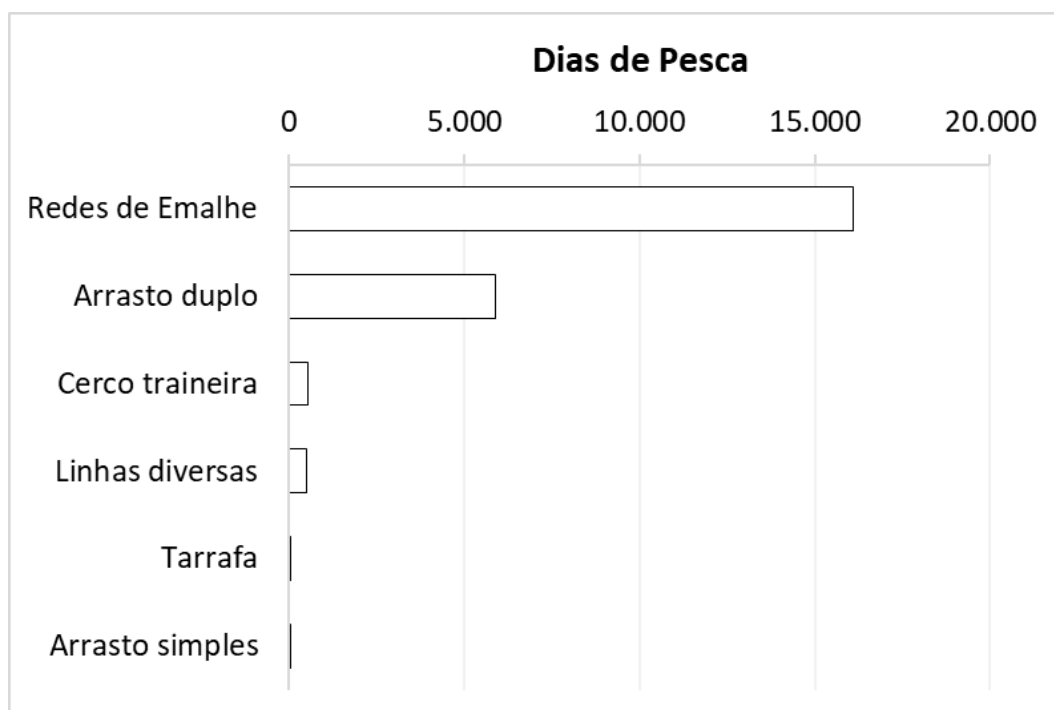 Dias de Pesca
0 5.000 10.000 15.000 20.000
Redes de Emalhe
Arrasto duplo
Cerco traineira
Linhas diversas
Tarrafa
Arrasto simples